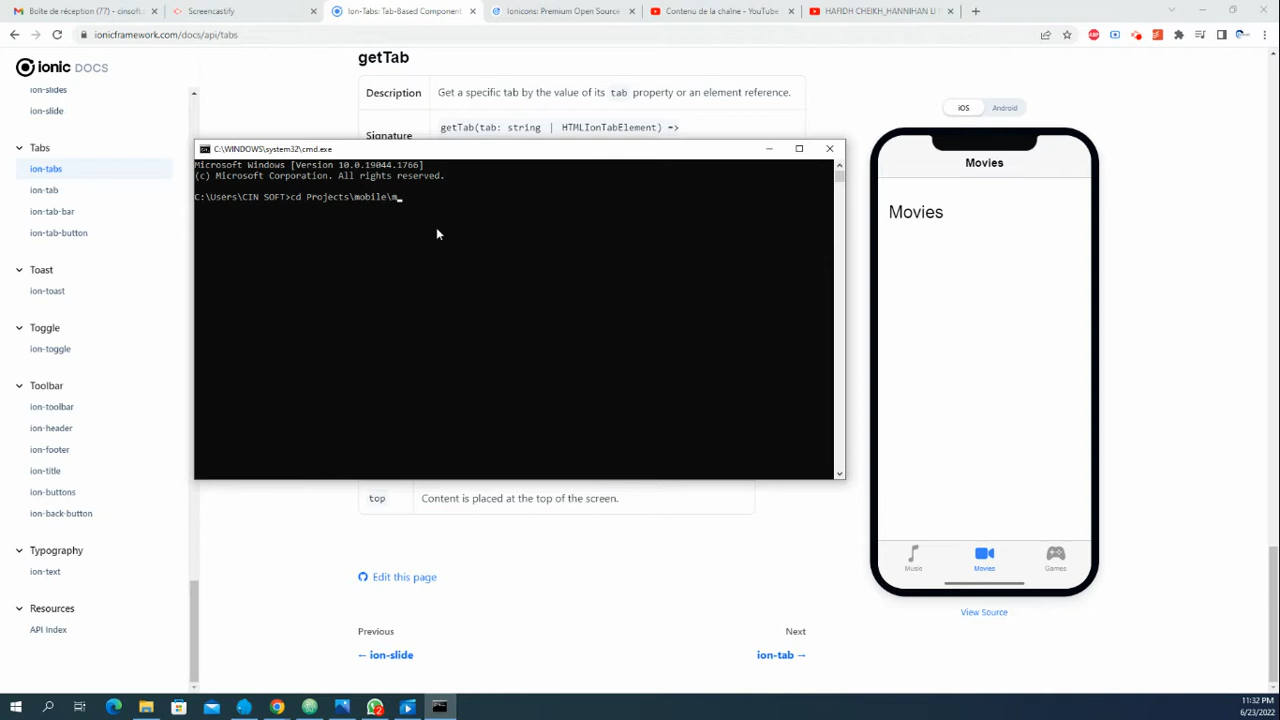 Boîte de réception (77) - cinsoft.d
Screencastify
Ion-Tabs: Tab-Based Component
Ionicons: Premium Open Source
Contenu de la chaîne - YouTube
HAFIDH CHEIKH_HANNIHAN LI
ionicframework.com/docs/api/tabs
ionic DOCS
ion-slides
ion-slide
Tabs
ion-tabs
ion-tab
ion-tab-bar
ion-tab-button
Toast
ion-toast
Toggle
ion-toggle
Toolbar
ion-toolbar
ion-header
ion-footer
ion-title
ion-buttons
ion-back-button
Typography
ion-text
Resources
API Index
getTab
Description
Get a specific tab by the value of its tab property or an element reference.
Signature
getTab(tab: string | HTMLIonTabElement) =>
C:\WINDOWS\system32\cmd.exe
Microsoft Windows [Version 10.0.19044.1766]
(c) Microsoft Corporation. All rights reserved.
C:\Users\CIN SOFT>cd Projects\mobile\m_
top
Content is placed at the top of the screen.
Edit this page
Previous
← ion-slide
Next
ion-tab →
iOS
Android
Movies
Movies
Music
Movies
Games
View Source
11:32 PM
6/23/2022